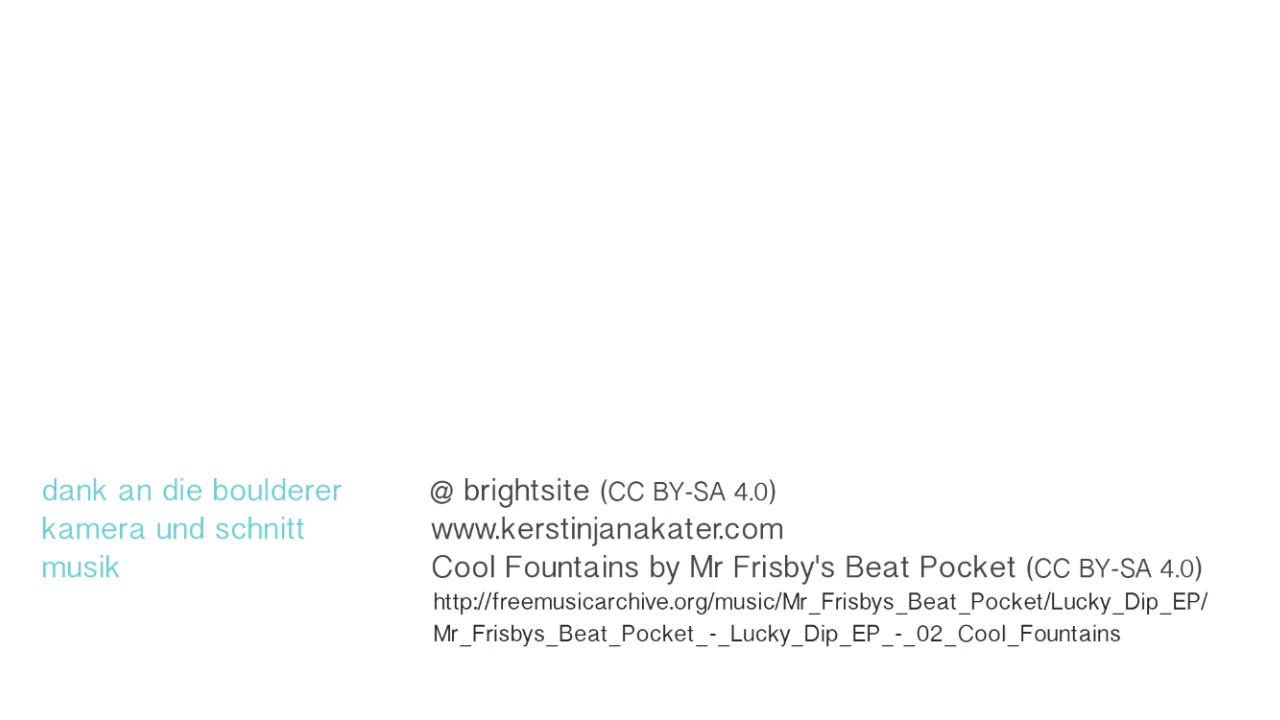 dank an die boulderer @ brightsite (CC BY-SA 4.0)
kamera und schnitt www.kerstinjanakater.com
musik Cool Fountains by Mr Frisby's Beat Pocket (CC BY-SA 4.0)
http://freemusicarchive.org/music/Mr_Frisbys_Beat_Pocket/Lucky_Dip_EP/
Mr_Frisbys_Beat_Pocket_-_Lucky_Dip_EP_-_02_Cool_Fountains